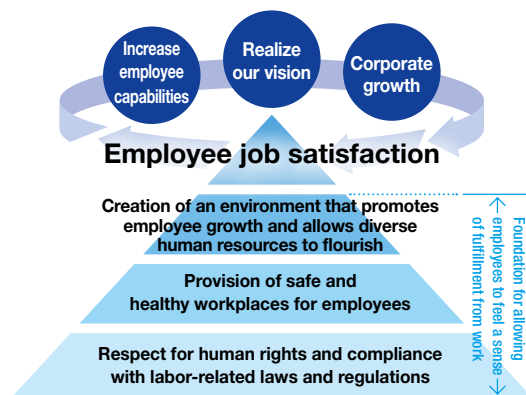 Increase
employee
capabilities
Realize
our vision
Corporate
growth
Employee job satisfaction
Creation of an environment that promotes
employee growth and allows diverse
human resources to flourish
Provision of safe and
healthy workplaces for employees
Respect for human rights and compliance
with labor-related laws and regulations
Foundation for allowing
employees to feel a sense
of fulfillment from work